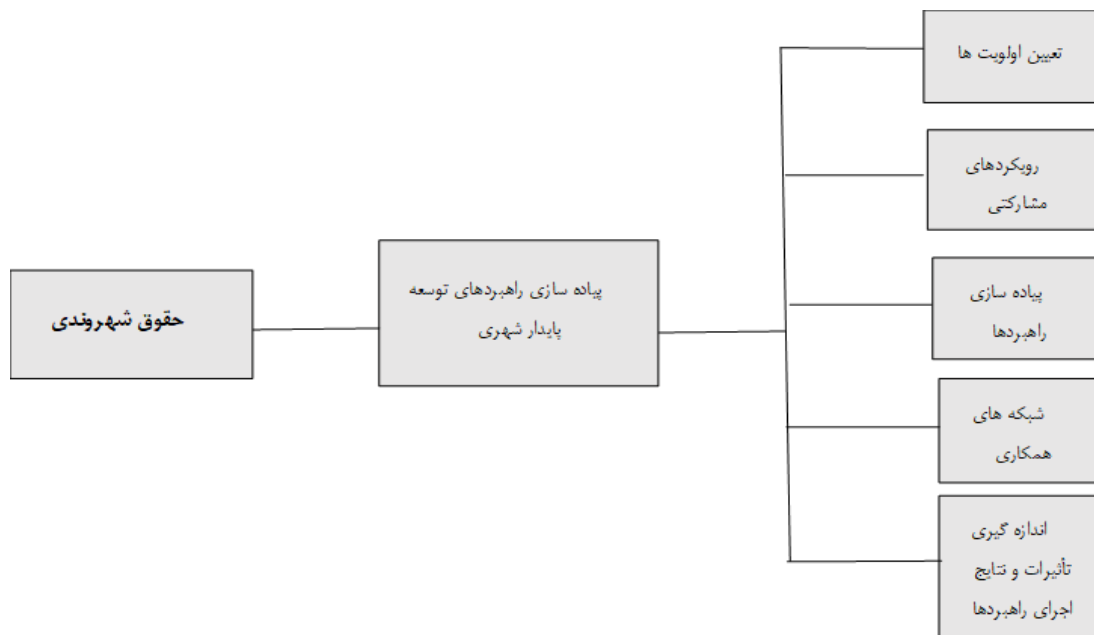 تعیین اولویت ها
رویکردهای
مشارکتی
پیاده سازی
راهبردها
شبکه های
همکاری
اندازه گیری
تأثیرات و نتایج
اجرای راهبردها
پیاده سازی راهبردهای توسعه
پایدار شهری
حقوق شهروندی